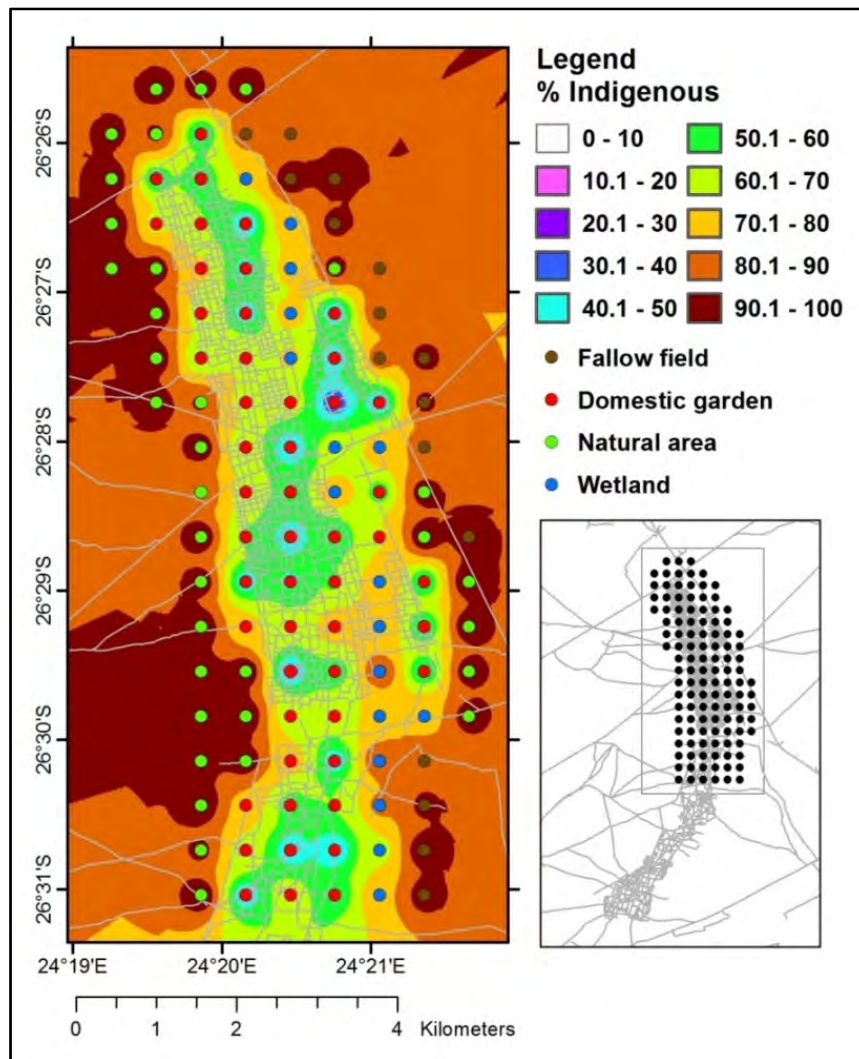 Legend
% Indigenous
0 - 10
50.1 - 60
10.1 - 20
60.1 - 70
20.1 - 30
70.1 - 80
30.1 - 40
80.1 - 90
40.1 - 50
90.1 - 100
Fallow field
Domestic garden
Natural area
Wetland
26°26'S
26°27'S
26°28'S
26°29'S
26°30'S
26°31'S
24°19'E
24°20'E
24°21'E
0 2 4 Kilometers